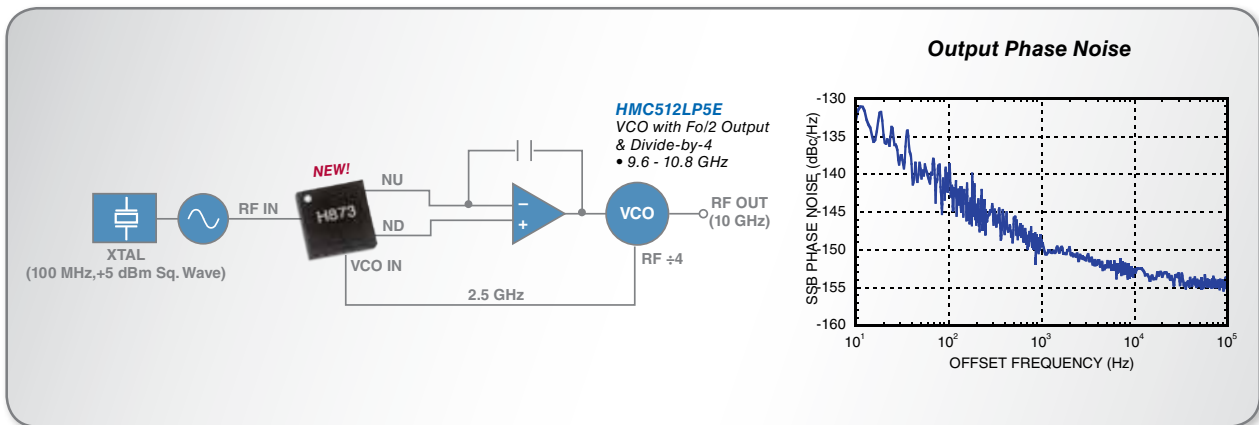 Output Phase Noise
HMC512LP5E
VCO with Fo/2 Output
& Divide-by-4
• 9.6 - 10.8 GHz
NEW!
NU
H873
ND
RF IN
XTAL
(100 MHz,+5 dBm Sq. Wave)
VCO IN
2.5 GHz
−
+
VCO
RF ÷4
RF OUT
(10 GHz)
SSB PHASE NOISE (dBc/Hz)
-130
-135
-140
-145
-150
-155
-160
10¹ 10² 10³ 10⁴ 10⁵
OFFSET FREQUENCY (Hz)